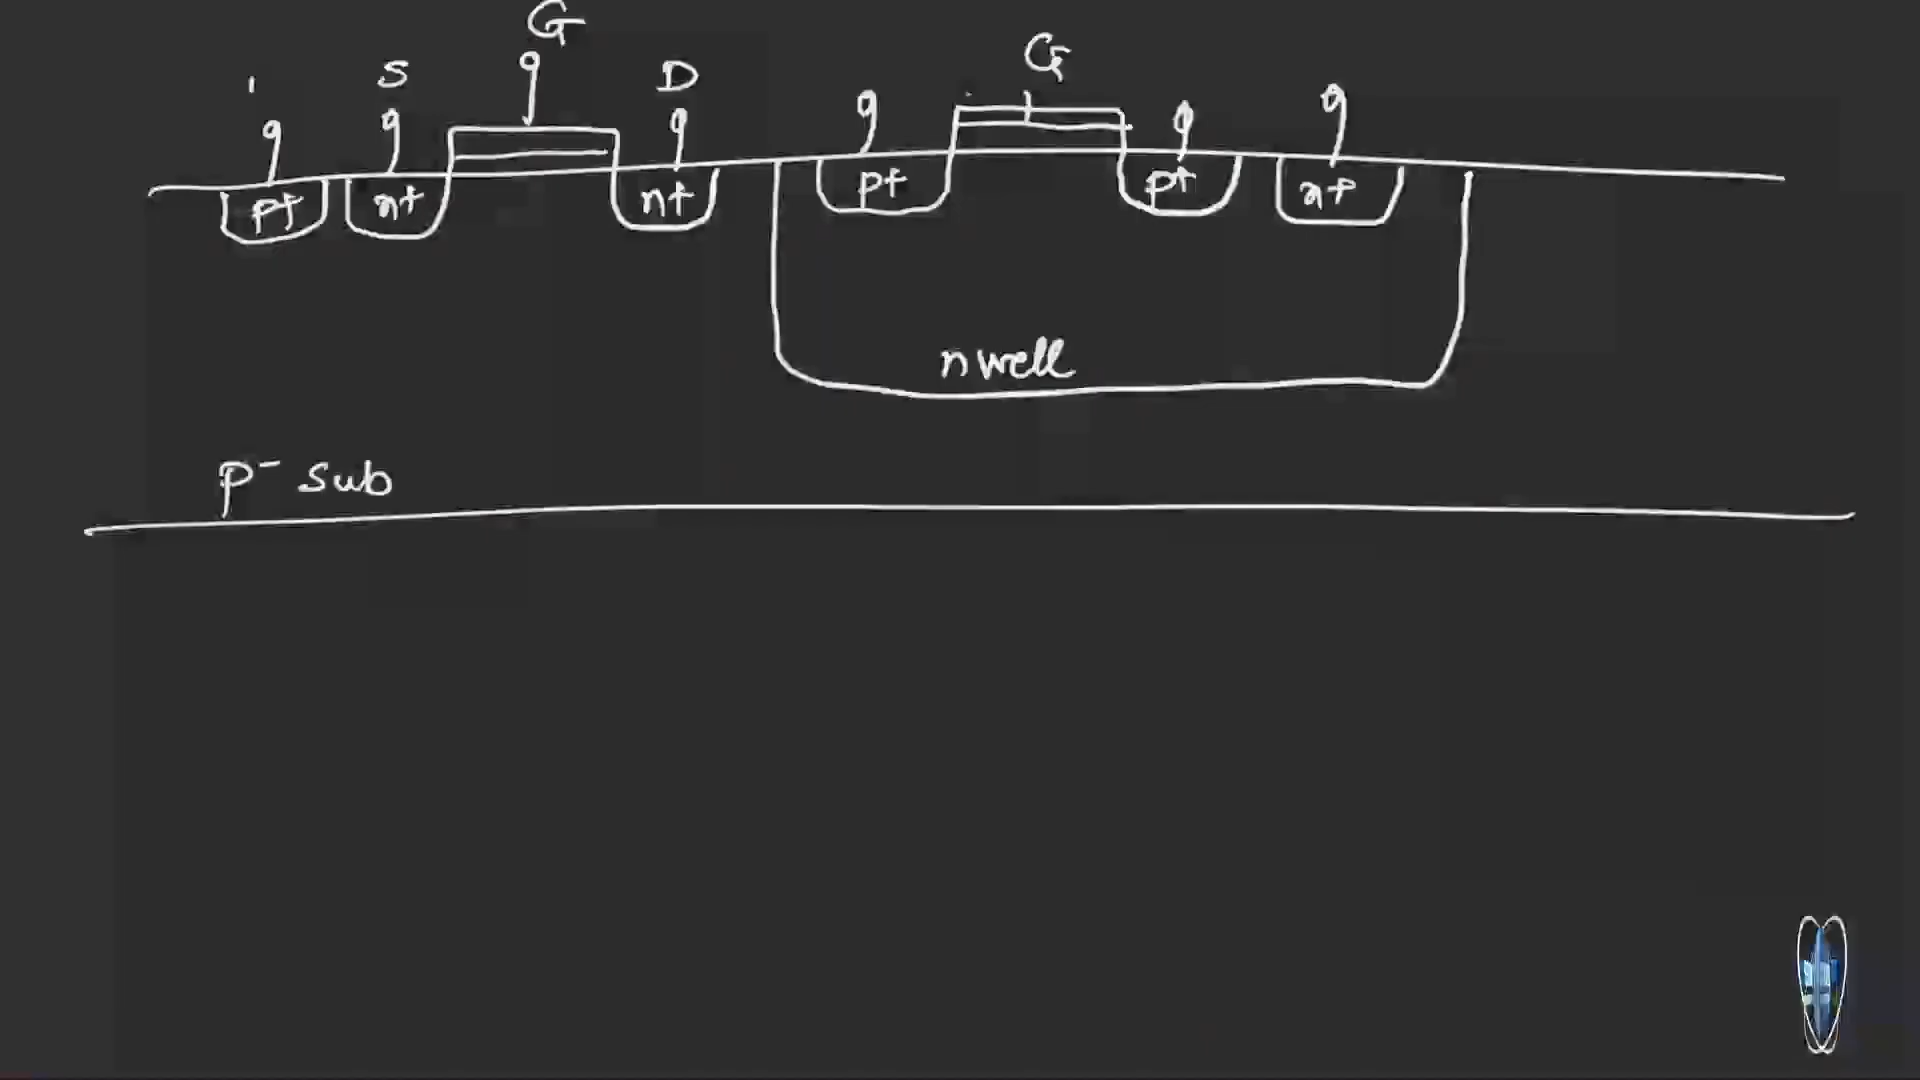 S G D G
p+ n+ n+ p+ p+ n+
n well
p⁻ sub